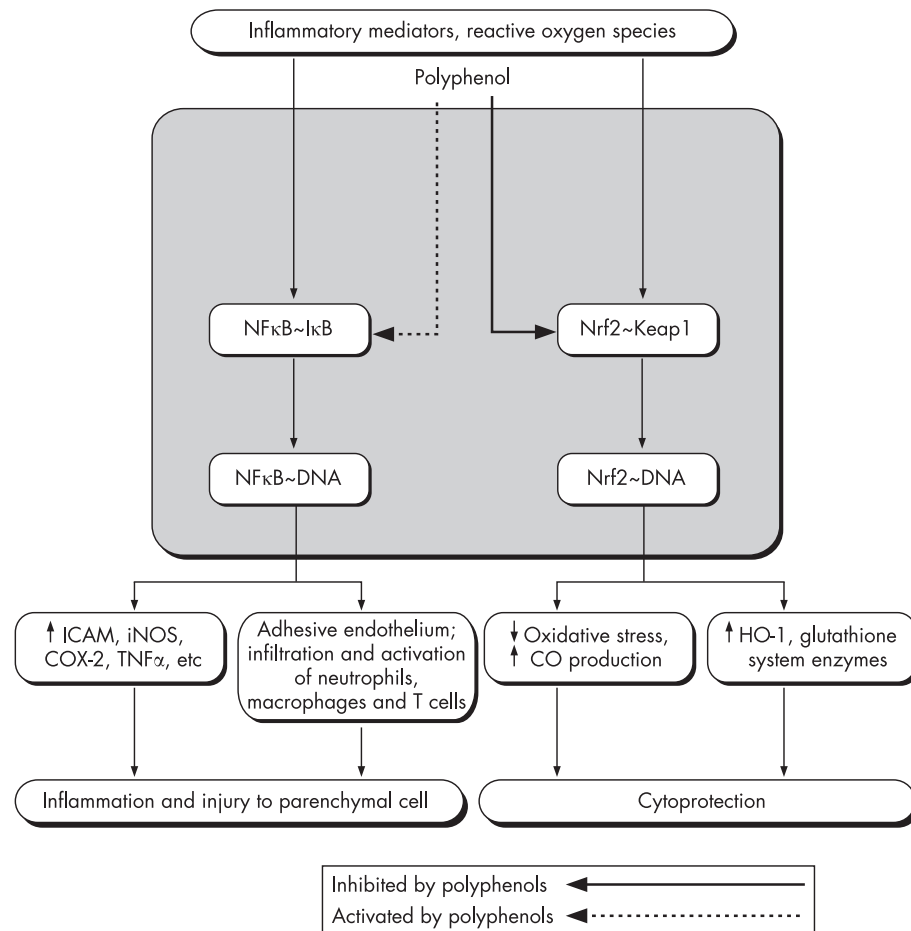 Inflammatory mediators, reactive oxygen species
Polyphenol
NFκB~IκB
Nrf2~Keap1
NFκB~DNA
Nrf2~DNA
↑ ICAM, iNOS,
COX-2, TNFα, etc
Adhesive endothelium;
infiltration and activation
of neutrophils,
macrophages and T cells
↓ Oxidative stress,
↑ CO production
↑ HO-1, glutathione
system enzymes
Inflammation and injury to parenchymal cell
Cytoprotection
Inhibited by polyphenols
Activated by polyphenols